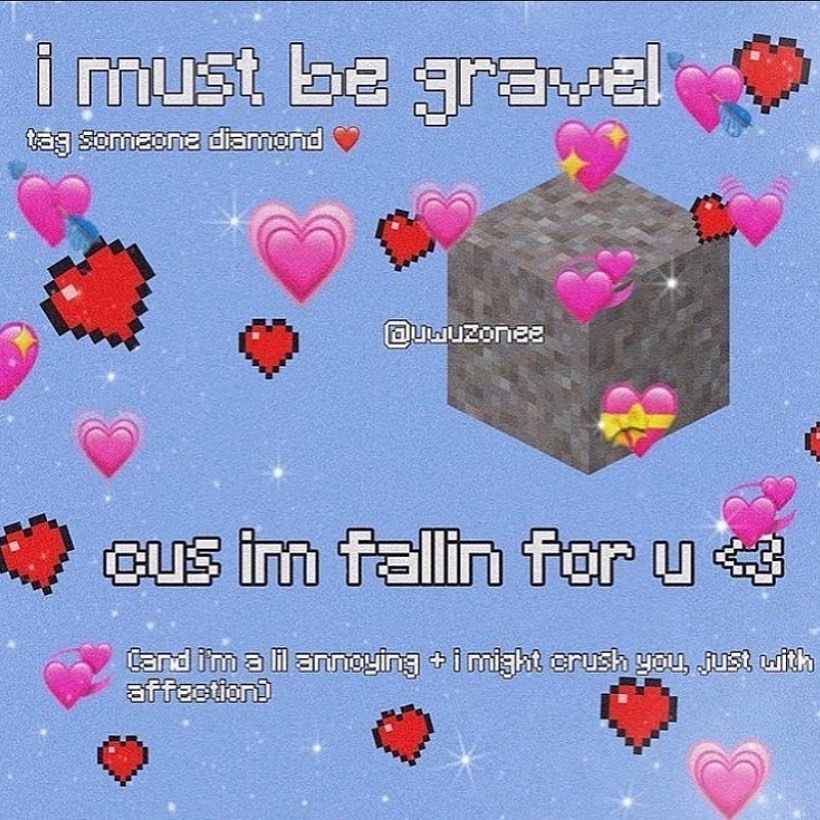 i must be gravel
tag someone diamond ❤️
@uwuzonee
cus im fallin for u <3
(and i'm a lil annoying + i might crush you, just with
affection)